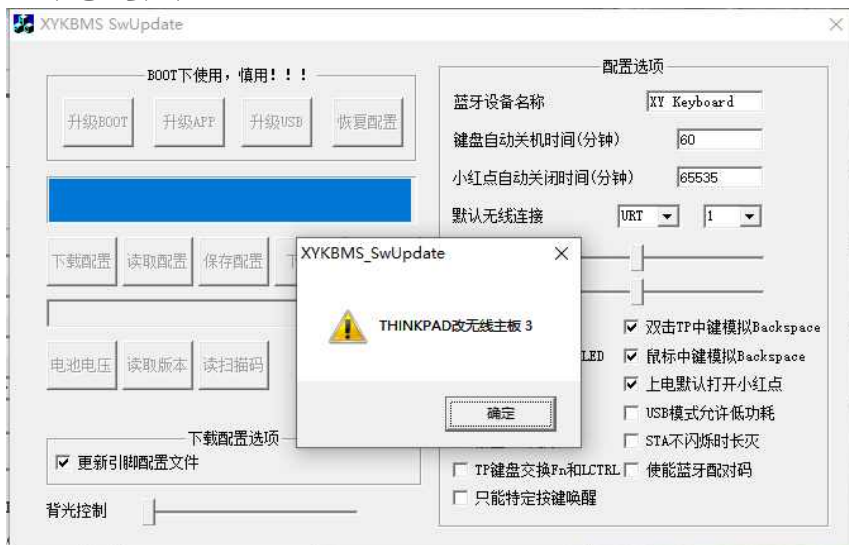 XYKBMS SwUpdate
BOOT下使用，慎用！！！
升级BOOT
升级APP
升级USB
恢复配置
下载配置
读取配置
保存配置
电池电压
读取版本
读扫描码
下载配置选项
更新引脚配置文件
背光控制
配置选项
蓝牙设备名称
XY Keyboard
键盘自动关机时间(分钟)
60
小红点自动关闭时间(分钟)
65535
默认无线连接
URT
1
XYKBMS_SwUpdate
THINKPAD改无线主板 3
确定
双击TP中键模拟Backspace
LED
鼠标中键模拟Backspace
上电默认打开小红点
USB模式允许低功耗
STA不闪烁时长灭
TP键盘交换Fn和LCTRL
使能蓝牙配对码
只能特定按键唤醒